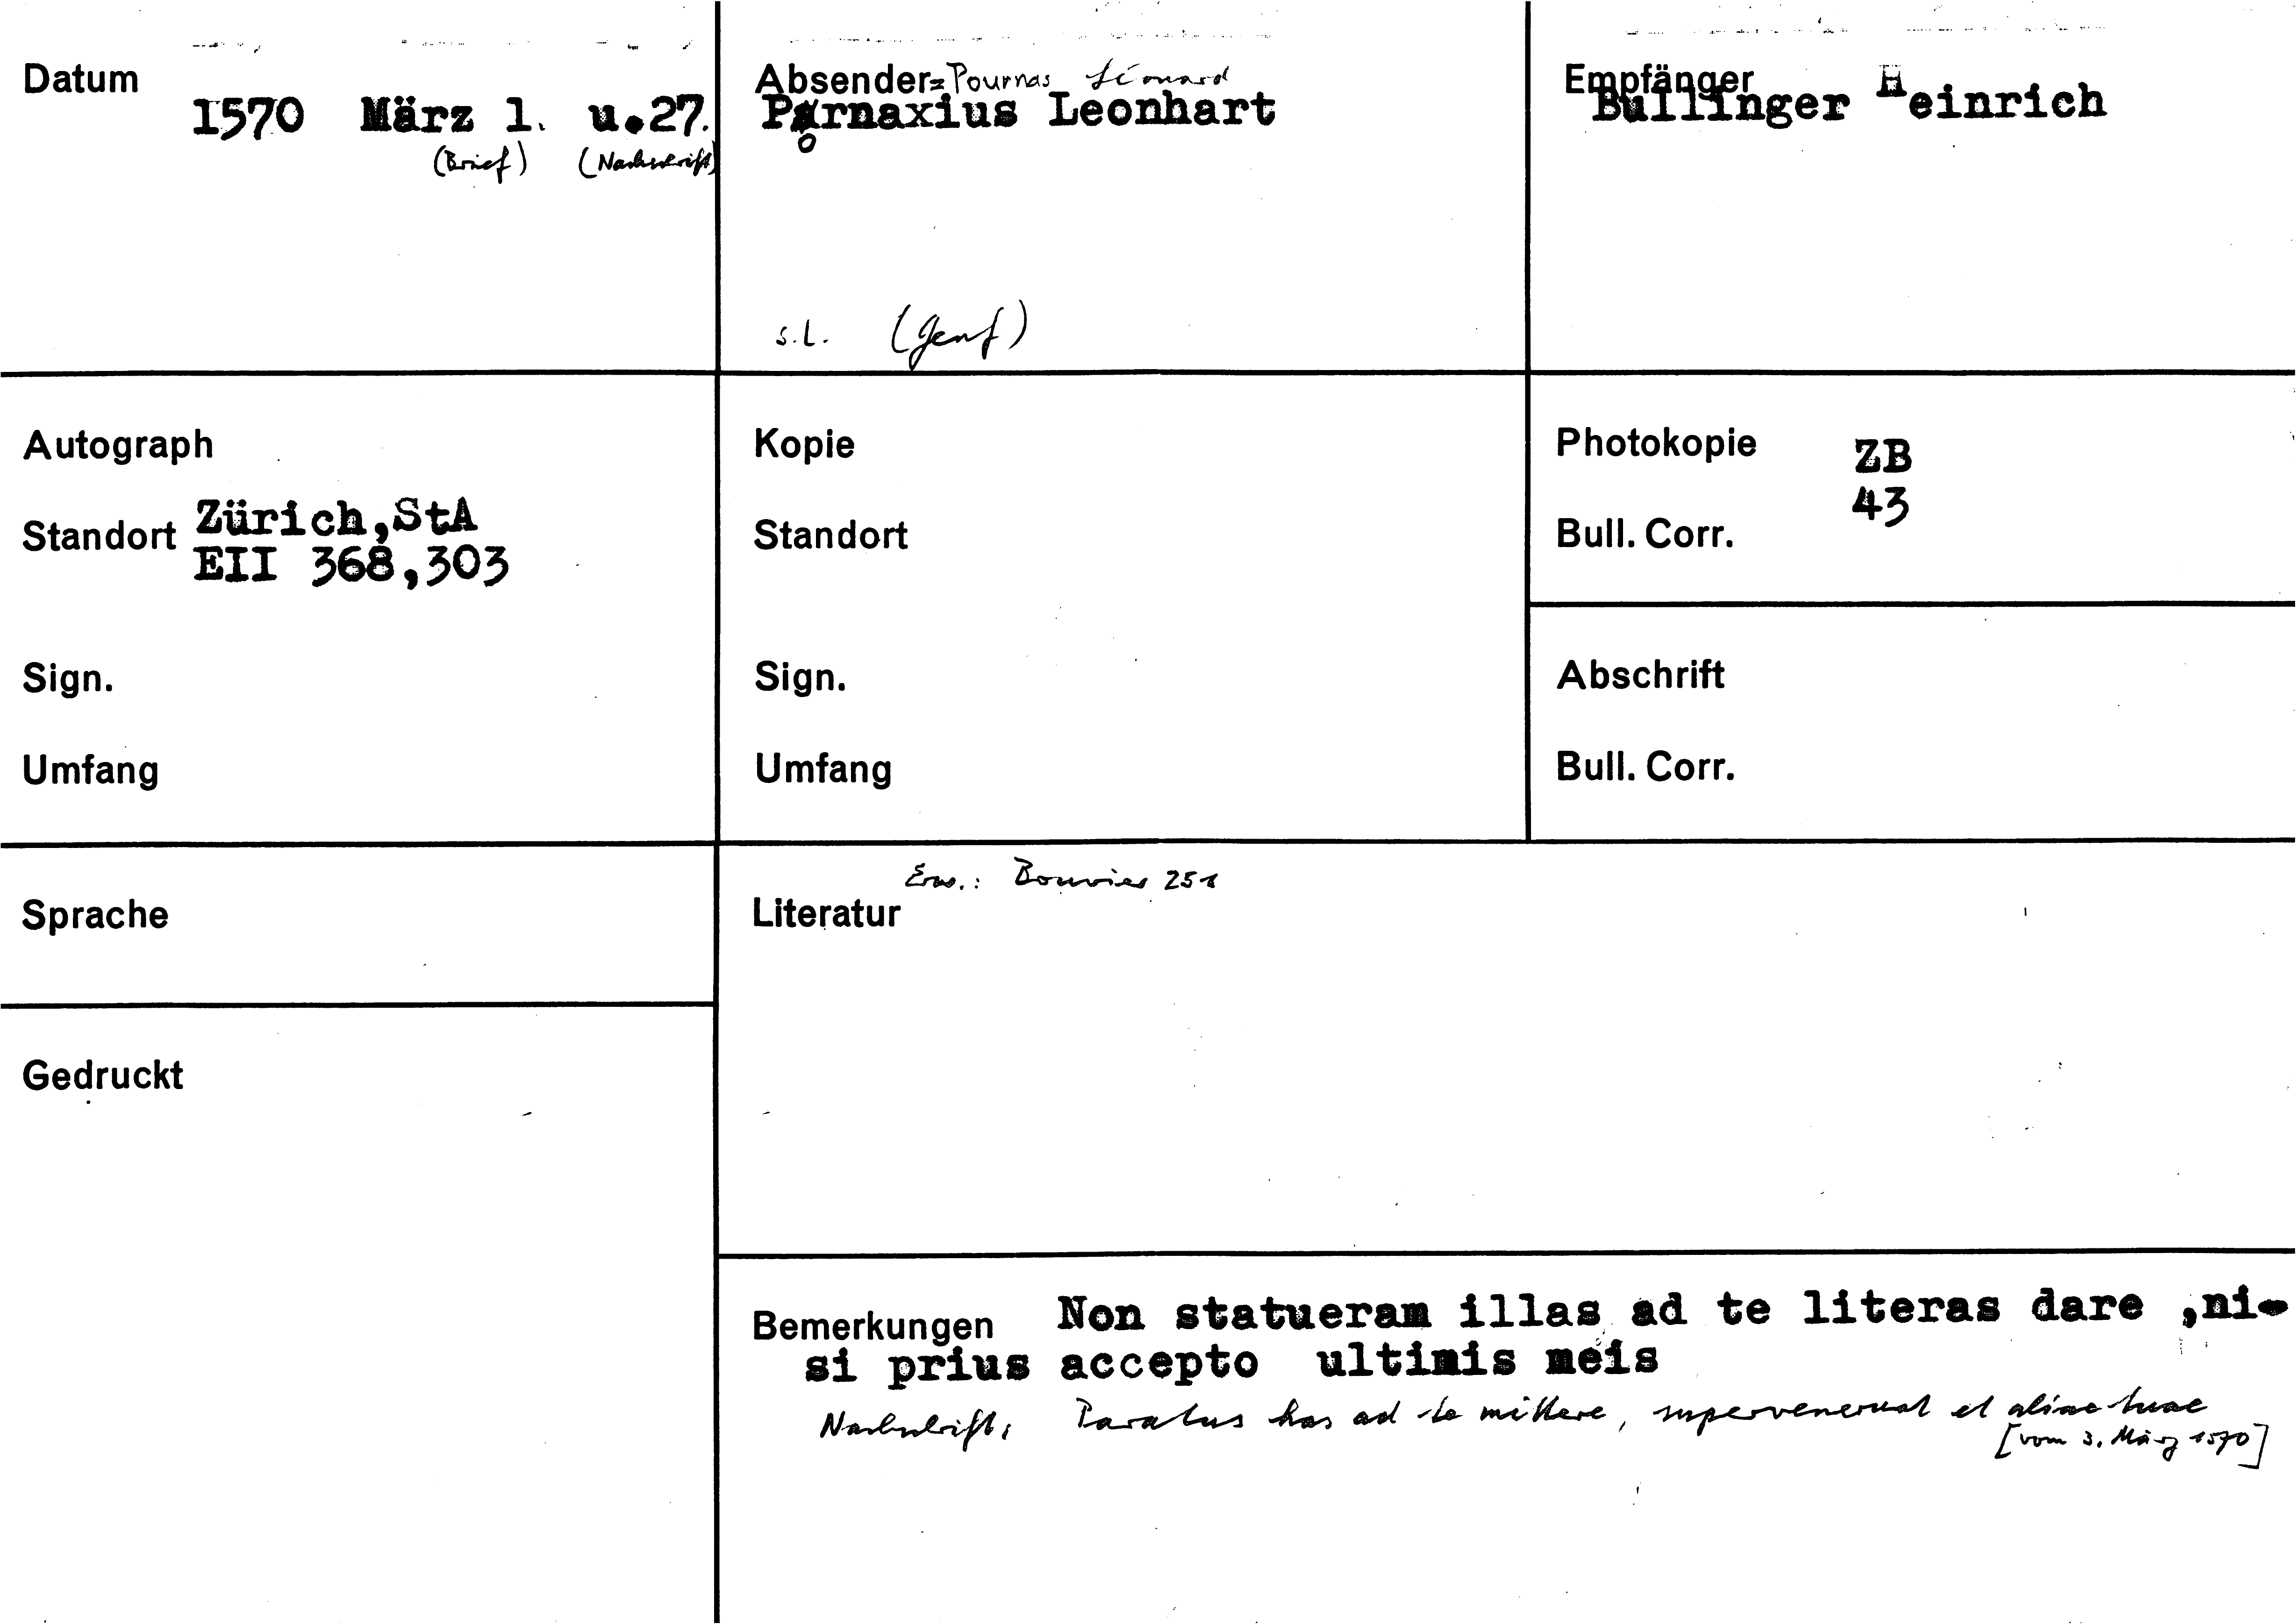 Datum
1570 März 1. u.27.
(Brief) (Nachschrift)
Absender = Pournas Léonard
Pornaxius Leonhart
s.l. (Genf)
Empfänger
Bullinger Heinrich
Autograph
Standort Zürich,StA
EII 368,303
Sign.
Umfang
Kopie
Standort
Sign.
Umfang
Photokopie ZB
43
Bull. Corr.
Abschrift
Bull. Corr.
Sprache
Gedruckt
Erw.: Bouvier 251
Literatur
Bemerkungen Non statueram illas ad te literas dare ,ni-
si prius accepto ultimis meis
Nachschrift: Paratus has ad te mittere, supervenerunt et aliae tuae
[vom 3. März 1570]